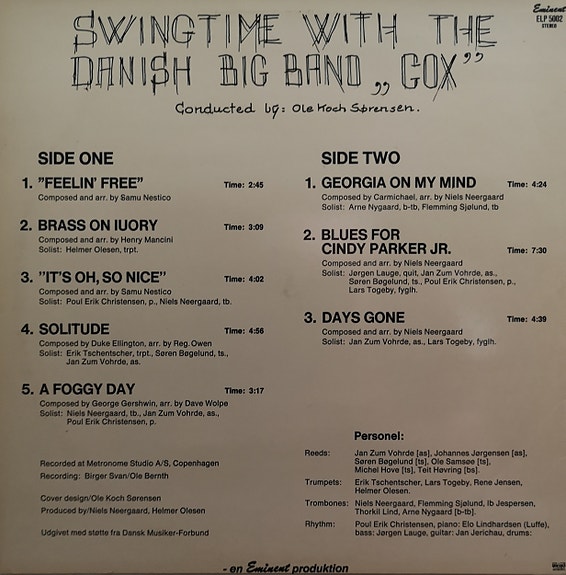 Eminent
ELP 5002
STEREO
SWINGTIME WITH THE
DANISH BIG BAND „COX”
Conducted by: Ole Koch Sørensen.
SIDE ONE
1. ”FEELIN’ FREE” Time: 2:45
Composed and arr. by Samu Nestico
2. BRASS ON IUORY Time: 3:09
Composed and arr. by Henry Mancini
Solist: Helmer Olesen, trpt.
3. ”IT’S OH, SO NICE” Time: 4:02
Composed and arr. by Samu Nestico
Solist: Poul Erik Christensen, p., Niels Neergaard, tb.
4. SOLITUDE Time: 4:56
Composed by Duke Ellington, arr. by Reg. Owen
Solist: Erik Tschentscher, trpt., Søren Bøgelund, ts.,
Jan Zum Vohrde, as.
5. A FOGGY DAY Time: 3:17
Composed by George Gershwin, arr. by Dave Wolpe
Solist: Niels Neergaard, tb., Jan Zum Vohrde, as.,
Poul Erik Christensen, p.
SIDE TWO
1. GEORGIA ON MY MIND Time: 4:24
Composed by Carmichael, arr. by Niels Neergaard
Solist: Arne Nygaard, b-tb, Flemming Sjølund, tb
2. BLUES FOR
CINDY PARKER JR. Time: 7:30
Composed and arr. by Niels Neergaard
Solist: Jørgen Lauge, quit, Jan Zum Vohrde, as.,
Søren Bøgelund, ts., Poul Erik Christensen, p.,
Lars Togeby, fyglh.
3. DAYS GONE Time: 4:39
Composed and arr. by Niels Neergaard
Solist: Jan Zum Vohrde, as., Lars Togeby, fyglh.
Recorded at Metronome Studio A/S, Copenhagen
Recording: Birger Svan/Ole Bernth
Cover design/Ole Koch Sørensen
Produced by/Niels Neergaard, Helmer Olesen
Udgivet med støtte fra Dansk Musiker-Forbund
Personel:
Reeds: Jan Zum Vohrde [as], Johannes Jørgensen [as],
Søren Bøgelund [ts], Ole Samsøe [ts],
Michel Hove [ts], Teit Høvring [bs].
Trumpets: Erik Tschentscher, Lars Togeby, Rene Jensen,
Helmer Olesen.
Trombones: Niels Neergaard, Flemming Sjølund, Ib Jespersen,
Thorkil Lind, Arne Nygaard [b-tb].
Rhythm: Poul Erik Christensen, piano: Elo Lindhardsen (Luffe),
bass: Jørgen Lauge, guitar: Jan Jerichau, drums:
- en Eminent produktion